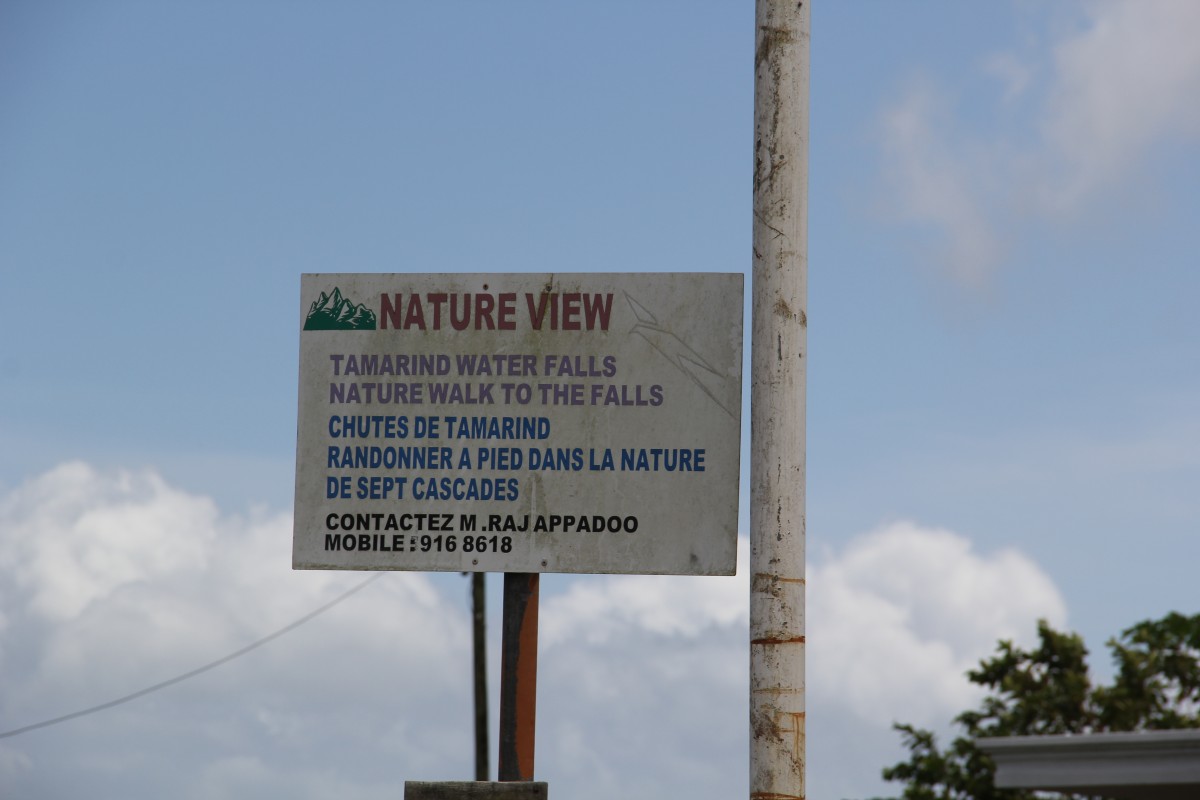 NATURE VIEW
TAMARIND WATER FALLS
NATURE WALK TO THE FALLS
CHUTES DE TAMARIND
RANDONNER A PIED DANS LA NATURE
DE SEPT CASCADES
CONTACTEZ M .RAJ APPADOO
MOBILE : 916 8618